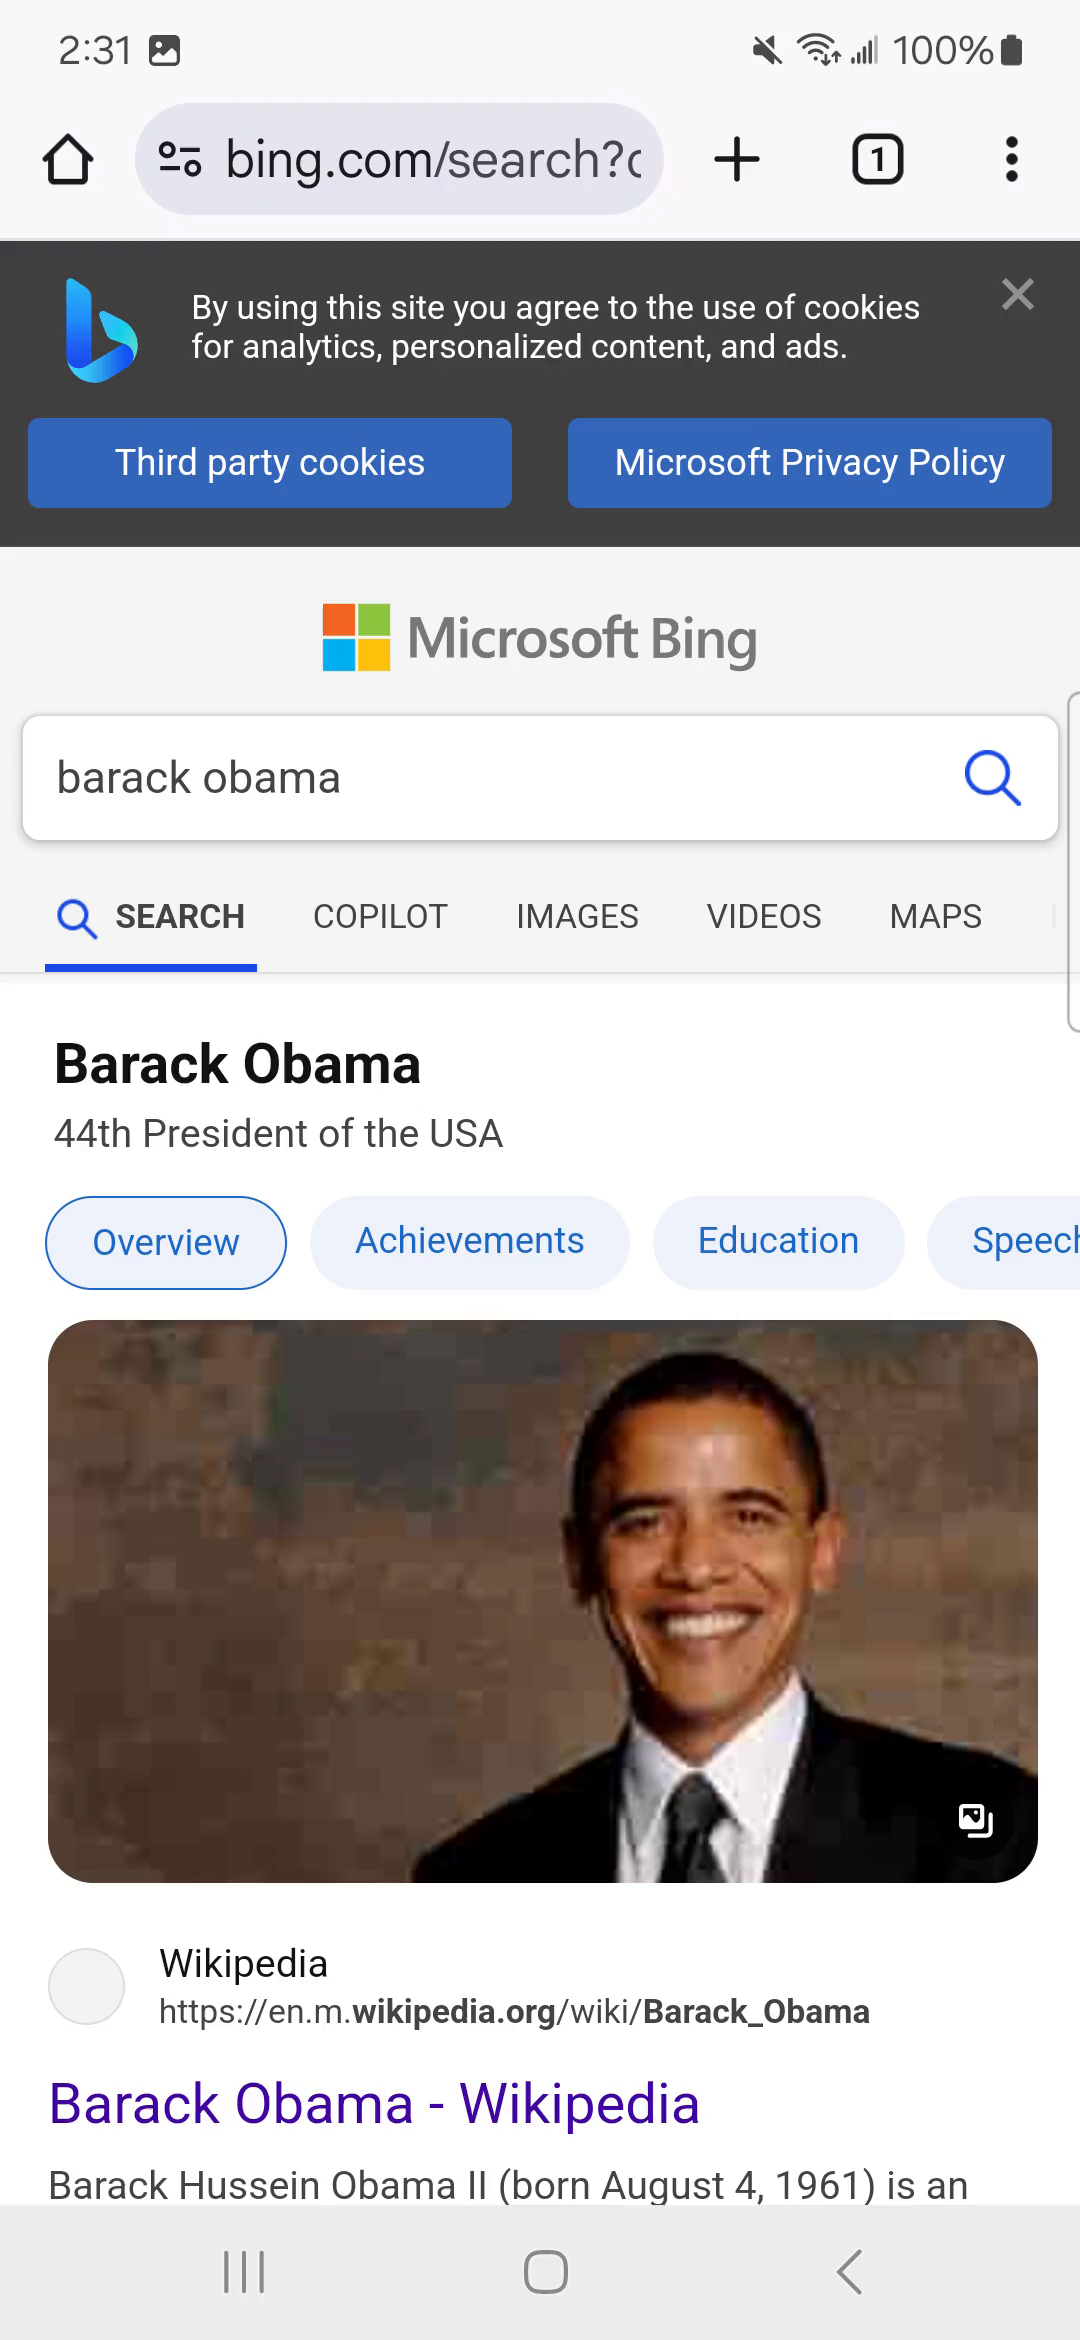 2:31
100%
bing.com/search?
1
By using this site you agree to the use of cookies
for analytics, personalized content, and ads.
Third party cookies
Microsoft Privacy Policy
Microsoft Bing
barack obama
SEARCH COPILOT IMAGES VIDEOS MAPS
Barack Obama
44th President of the USA
Overview Achievements Education Speech
Wikipedia
https://en.m.wikipedia.org/wiki/Barack_Obama
Barack Obama - Wikipedia
Barack Hussein Obama II (born August 4, 1961) is an